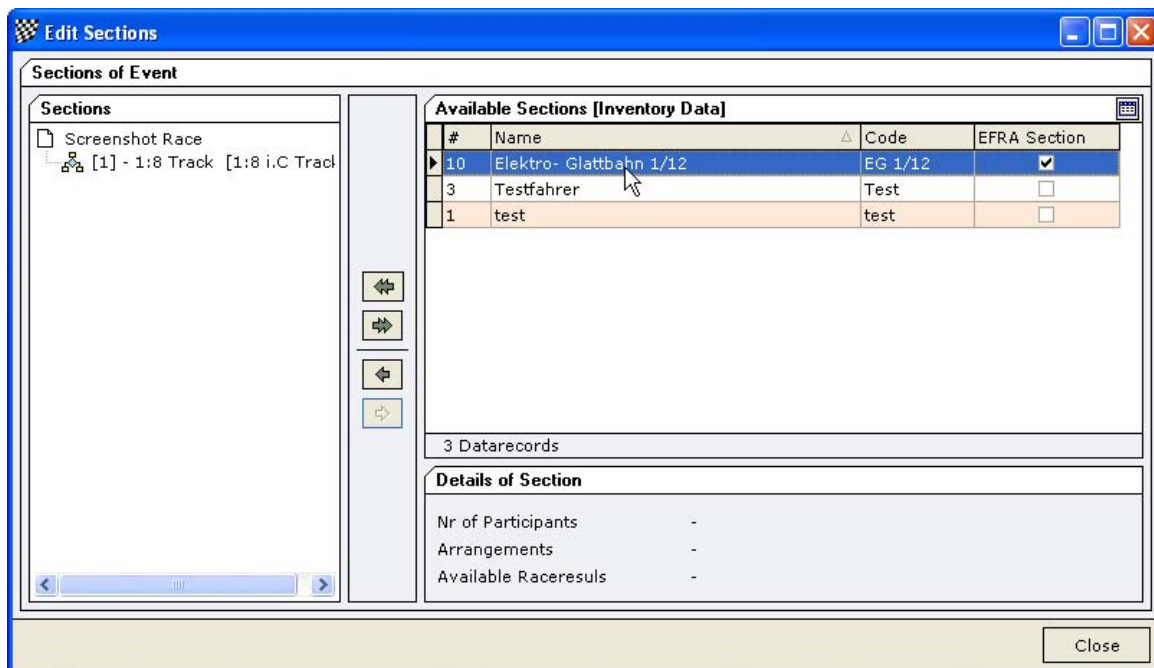 Edit Sections
Sections of Event
Sections
Screenshot Race
[1] - 1:8 Track [1:8 i.C Track
Available Sections [Inventory Data]
# Name Code EFRA Section
10 Elektro- Glattbahn 1/12 EG 1/12
3 Testfahrer Test
1 test test
3 Datarecords
Details of Section
Nr of Participants -
Arrangements -
Available Raceresuls -
Close